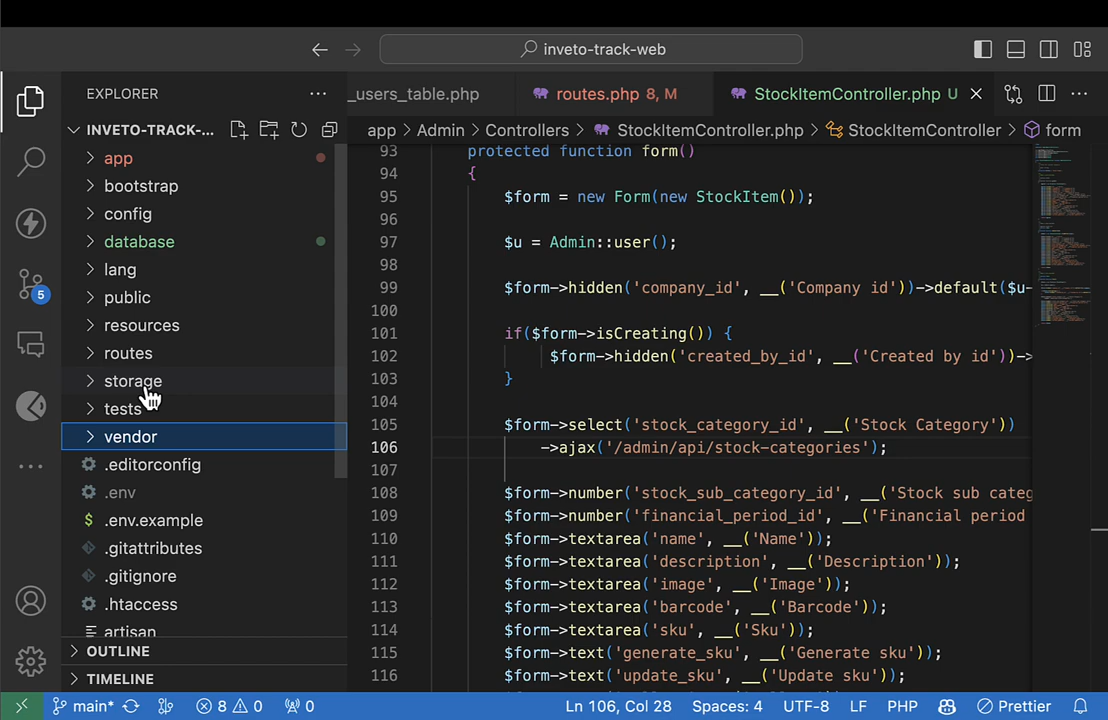 inveto-track-web
EXPLORER
_users_table.php
routes.php 8, M
StockItemController.php U
INVETO-TRACK-...
app > Admin > Controllers > StockItemController.php > StockItemController > form
app
bootstrap
config
database
lang
public
resources
routes
storage
tests
vendor
.editorconfig
.env
.env.example
.gitattributes
.gitignore
.htaccess
artisan
OUTLINE
TIMELINE
5
93 protected function form()
94 {
95 $form = new Form(new StockItem());
96
97 $u = Admin::user();
98
99 $form->hidden('company_id', __('Company id'))->default($u-
100
101 if($form->isCreating()) {
102 $form->hidden('created_by_id', __('Created by id'))->
103 }
104
105 $form->select('stock_category_id', __('Stock Category'))
106 ->ajax('/admin/api/stock-categories');
107
108 $form->number('stock_sub_category_id', __('Stock sub categ
109 $form->number('financial_period_id', __('Financial period
110 $form->textarea('name', __('Name'));
111 $form->textarea('description', __('Description'));
112 $form->textarea('image', __('Image'));
113 $form->textarea('barcode', __('Barcode'));
114 $form->textarea('sku', __('Sku'));
115 $form->text('generate_sku', __('Generate sku'));
116 $form->text('update_sku', __('Update sku'));
main* 8 0 0 Ln 106, Col 28 Spaces: 4 UTF-8 LF PHP Prettier